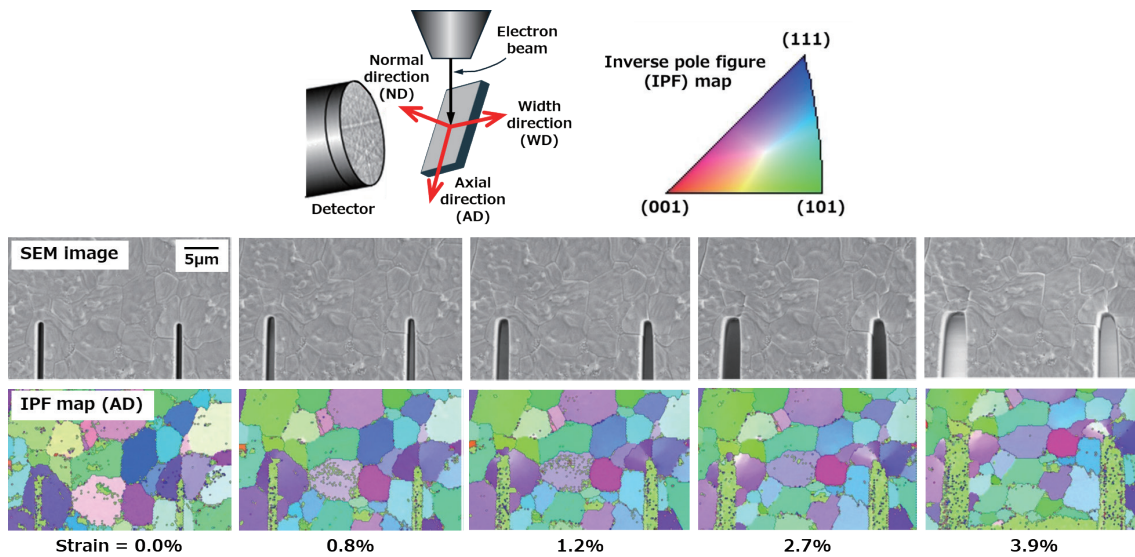 Electron
beam
Normal
direction
(ND)
Width
direction
(WD)
Axial
direction
(AD)
Detector
Inverse pole figure
(IPF) map
(111)
(001)
(101)
SEM image
5μm
IPF map (AD)
Strain = 0.0%
0.8%
1.2%
2.7%
3.9%